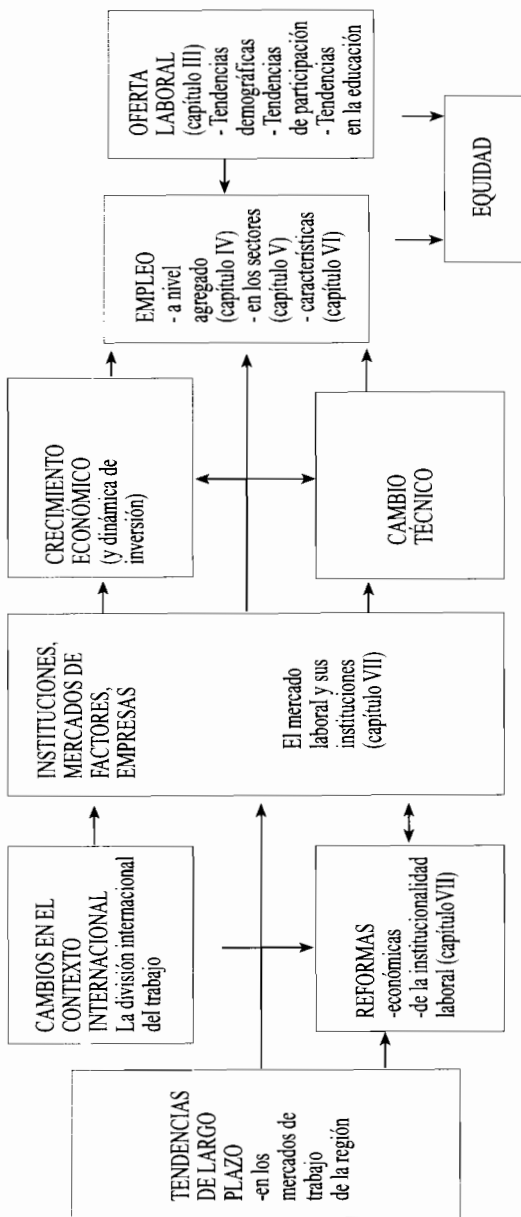 TENDENCIAS
DE LARGO
PLAZO
-en los
mercados de
trabajo
de la región
CAMBIOS EN EL
CONTEXTO
INTERNACIONAL
La división internacional
del trabajo
REFORMAS
-económicas
-de la institucionalidad
laboral (capítuloVII)
INSTITUCIONES,
MERCADOS DE
FACTORES,
EMPRESAS
El mercado
laboral y sus
instituciones
(capítulo VII)
CRECIMIENTO
ECONÓMICO
(y dinámica de
inversión)
CAMBIO
TÉCNICO
EMPLEO
- a nivel
agregado
(capítulo IV)
- en los sectores
(capítulo V)
- características
(capítulo VI)
OFERTA
LABORAL
(capítulo III)
- Tendencias
demográficas
- Tendencias
de participación
- Tendencias
en la educación
EQUIDAD